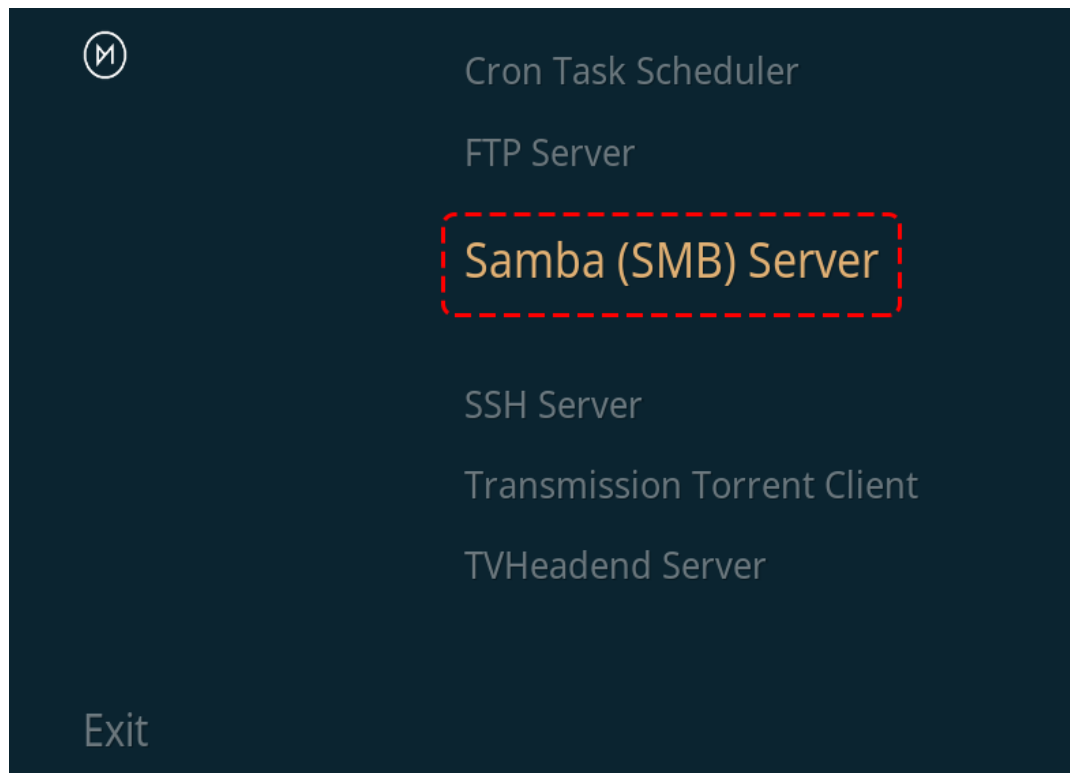 Cron Task Scheduler
FTP Server
Samba (SMB) Server
SSH Server
Transmission Torrent Client
TVHeadend Server
Exit